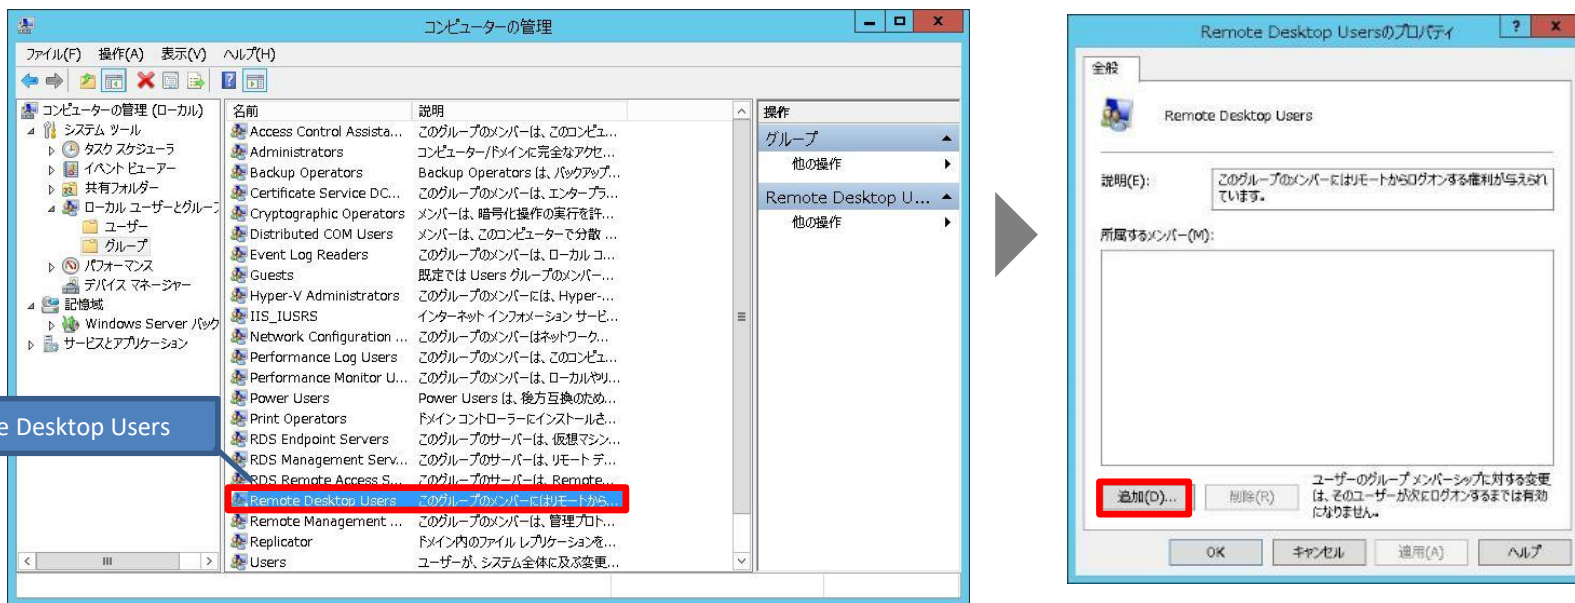 コンピューターの管理
ファイル(F) 操作(A) 表示(V) ヘルプ(H)
コンピューターの管理 (ローカル)
システム ツール
タスク スケジューラ
イベント ビューアー
共有フォルダー
ローカル ユーザーとグルー
ユーザー
グループ
パフォーマンス
デバイス マネージャー
記憶域
Windows Server バック
サービスとアプリケーション
名前 説明
Access Control Assista... このグループのメンバーは、このコンピュ...
Administrators コンピューター/ドメインに完全なアクセ...
Backup Operators Backup Operators は、バックアップ...
Certificate Service DC... このグループのメンバーは、エンタープラ...
Cryptographic Operators メンバーは、暗号化操作の実行を許...
Distributed COM Users メンバーは、このコンピューターで分散 ...
Event Log Readers このグループのメンバーは、ローカル コ...
Guests 既定では Users グループのメンバー...
Hyper-V Administrators このグループのメンバーには、Hyper-...
IIS_IUSRS インターネット インフォメーション サービ...
Network Configuration ... このグループのメンバーはネットワーク...
Performance Log Users このグループのメンバーは、このコンピュ...
Performance Monitor U... このグループのメンバーは、ローカルやリ...
Power Users Power Users は、後方互換のため...
Print Operators ドメイン コントローラーにインストールさ...
RDS Endpoint Servers このグループのサーバーは、仮想マシン...
RDS Management Serv... このグループのサーバーは、リモート デ...
RDS Remote Access S... このグループのサーバーは、Remote...
Remote Desktop Users このグループのメンバーにはリモートから...
Remote Management ... このグループのメンバーは、管理プロト...
Replicator ドメイン内のファイル レプリケーションを...
Users ユーザーが、システム全体に及ぶ変更...
e Desktop Users
操作
グループ
他の操作
Remote Desktop U...
他の操作
Remote Desktop Usersのプロパティ
全般
Remote Desktop Users
説明(E): このグループのメンバーにはリモートからログオンする権利が与えられ
ています。
所属するメンバー(M):
追加(D)... 削除(R)
ユーザーのグループ メンバーシップに対する変更
は、そのユーザーが次にログオンするまでは有効
になりません。
OK キャンセル 適用(A) ヘルプ